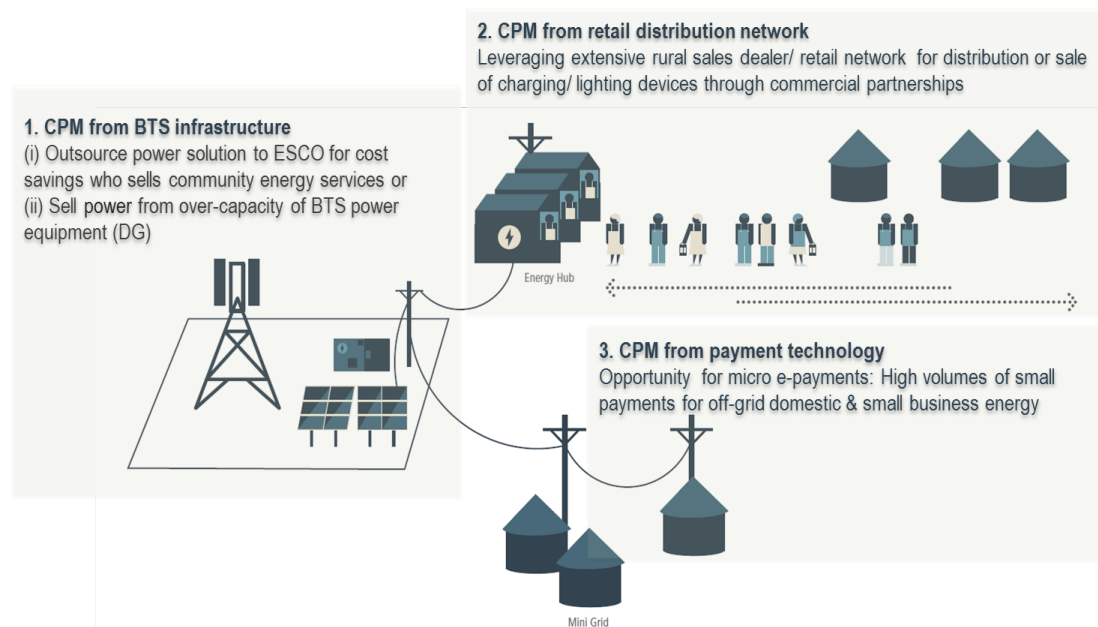 2. CPM from retail distribution network
Leveraging extensive rural sales dealer/ retail network for distribution or sale
of charging/ lighting devices through commercial partnerships
1. CPM from BTS infrastructure
(i) Outsource power solution to ESCO for cost
savings who sells community energy services or
(ii) Sell power from over-capacity of BTS power
equipment (DG)
Energy Hub
3. CPM from payment technology
Opportunity for micro e-payments: High volumes of small
payments for off-grid domestic & small business energy
Mini Grid